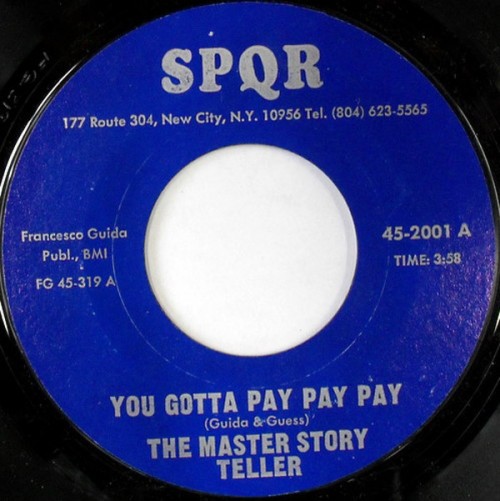 SPQR
177 Route 304, New City, N.Y. 10956 Tel. (804) 623-5565
Francesco Guida
Publ., BMI
FG 45-319 A
45-2001 A
TIME: 3:58
YOU GOTTA PAY PAY PAY
(Guida & Guess)
THE MASTER STORY
TELLER